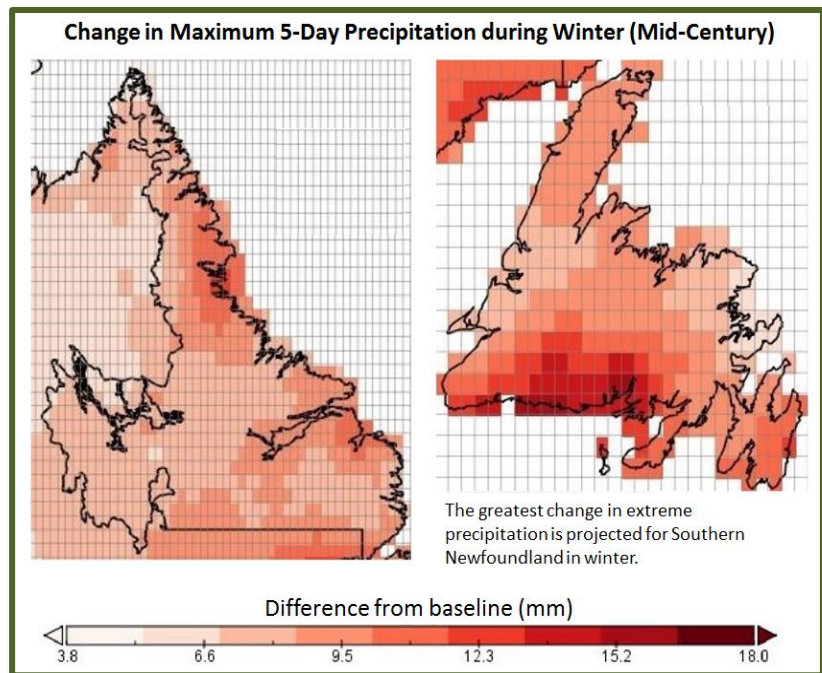 Change in Maximum 5-Day Precipitation during Winter (Mid-Century)
The greatest change in extreme
precipitation is projected for Southern
Newfoundland in winter.
Difference from baseline (mm)
3.8 6.6 9.5 12.3 15.2 18.0